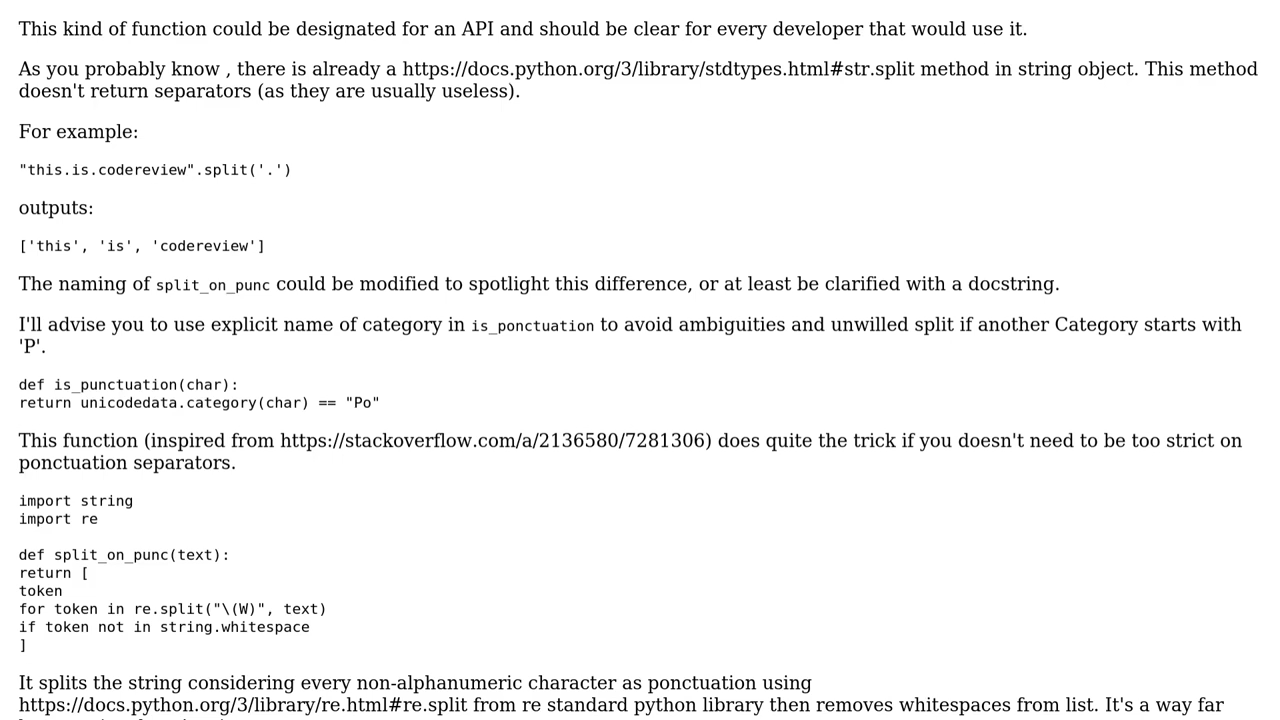 This kind of function could be designated for an API and should be clear for every developer that would use it.
As you probably know , there is already a https://docs.python.org/3/library/stdtypes.html#str.split method in string object. This method
doesn't return separators (as they are usually useless).
For example:
"this.is.codereview".split('.')
outputs:
['this', 'is', 'codereview']
The naming of split_on_punc could be modified to spotlight this difference, or at least be clarified with a docstring.
I'll advise you to use explicit name of category in is_ponctuation to avoid ambiguities and unwilled split if another Category starts with
'P'.
def is_punctuation(char):
return unicodedata.category(char) == "Po"
This function (inspired from https://stackoverflow.com/a/2136580/7281306) does quite the trick if you doesn't need to be too strict on
ponctuation separators.
import string
import re
def split_on_punc(text):
return [
token
for token in re.split("\(W)", text)
if token not in string.whitespace
]
It splits the string considering every non-alphanumeric character as ponctuation using
https://docs.python.org/3/library/re.html#re.split from re standard python library then removes whitespaces from list. It's a way far